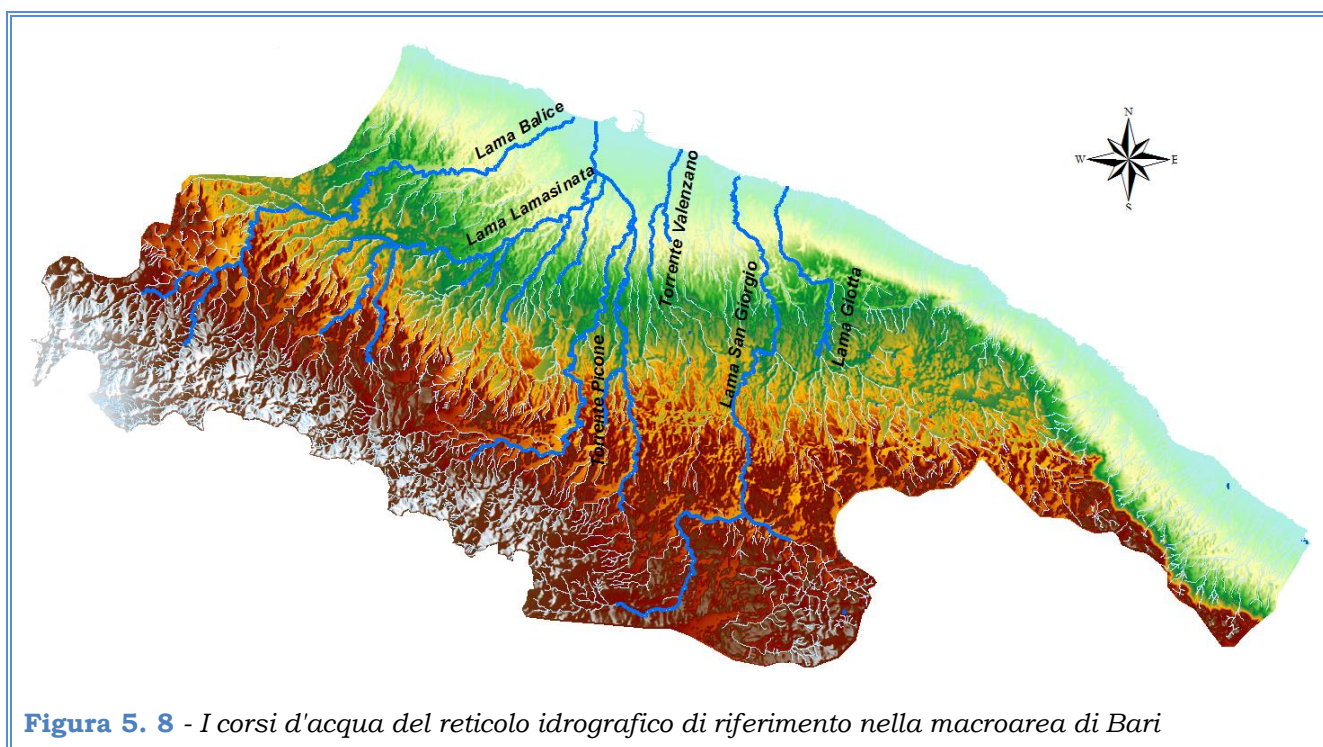 N
W E
S
Lama Balice
Lama Lamasinata
Torrente Valenzano
Torrente Picone
Lama San Giorgio
Lama Giotta
Figura 5. 8 - I corsi d'acqua del reticolo idrografico di riferimento nella macroarea di Bari